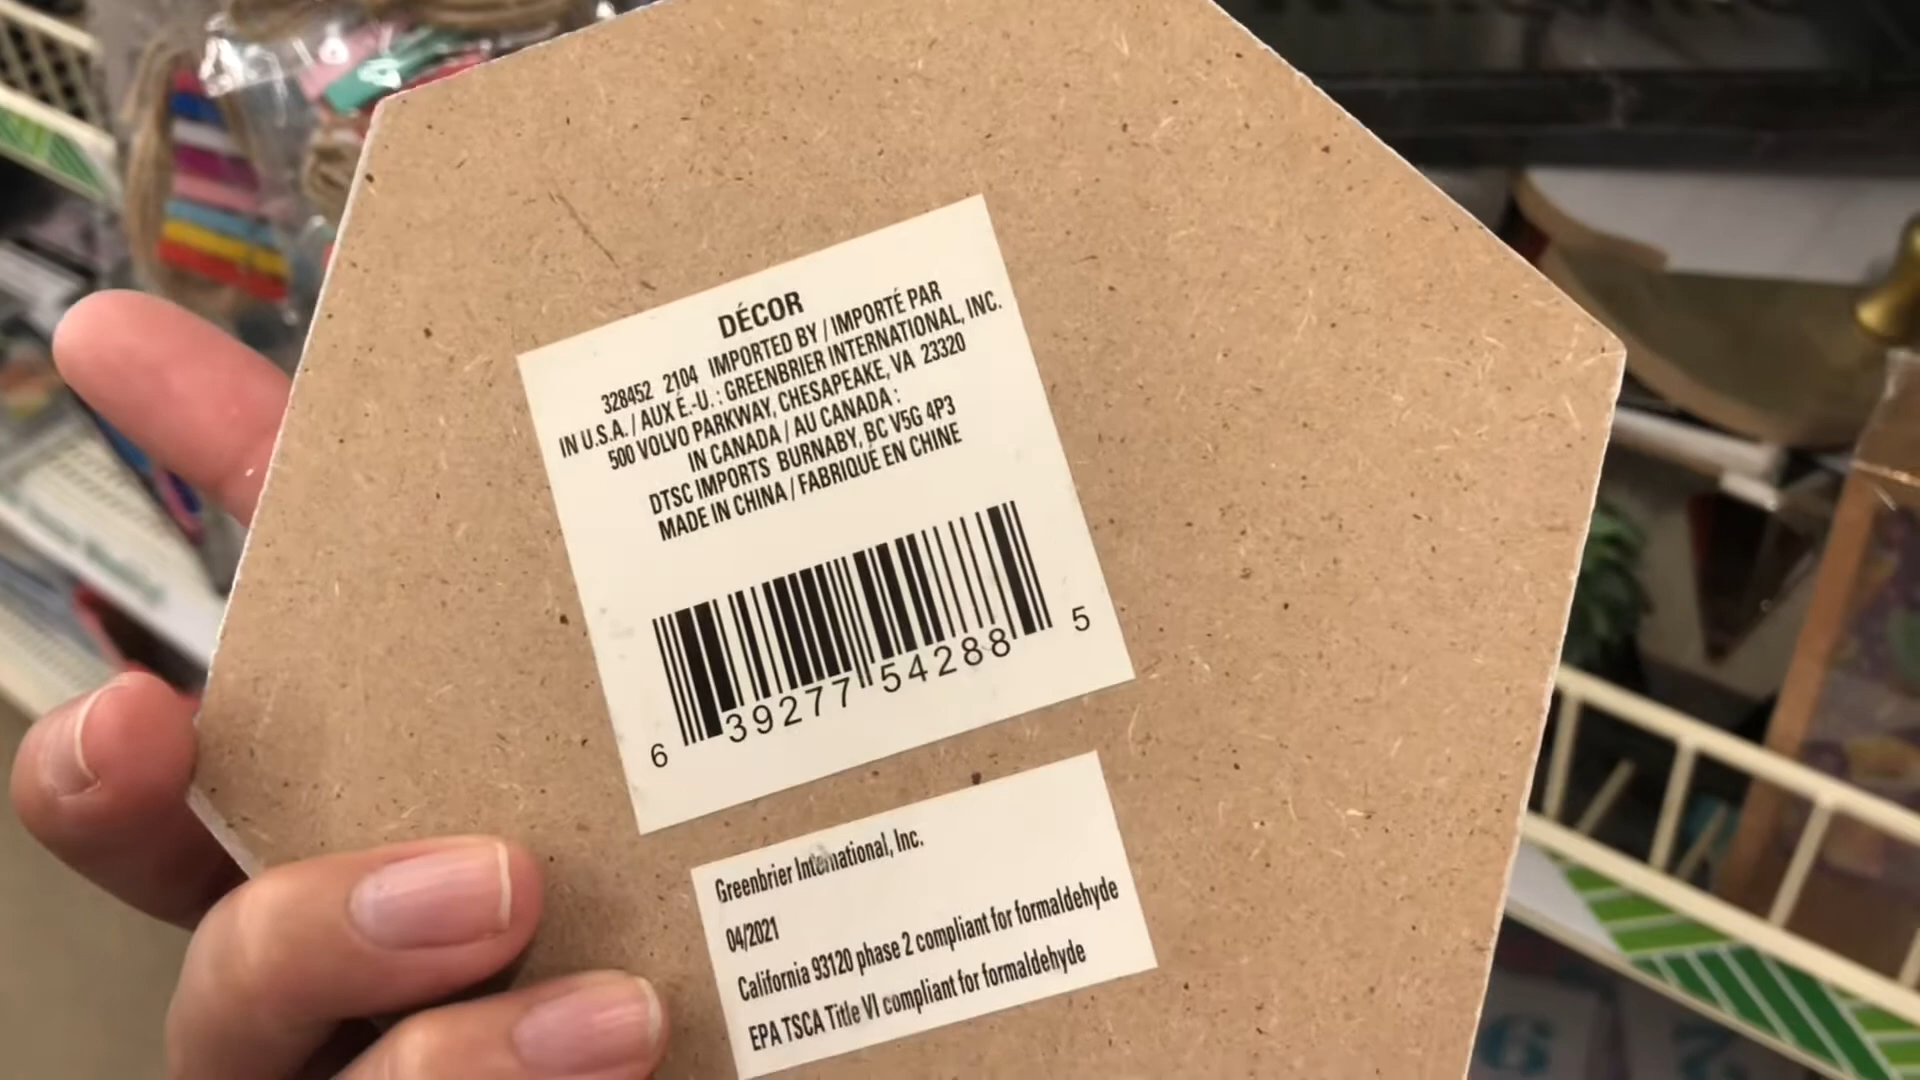 DÉCOR
328452 2104 IMPORTED BY / IMPORTÉ PAR
IN U.S.A. / AUX É.-U. : GREENBRIER INTERNATIONAL, INC.
500 VOLVO PARKWAY, CHESAPEAKE, VA 23320
IN CANADA / AU CANADA :
DTSC IMPORTS BURNABY, BC V5G 4P3
MADE IN CHINA / FABRIQUÉ EN CHINE
6 39277 54288 5
Greenbrier International, Inc.
04/2021
California 93120 phase 2 compliant for formaldehyde
EPA TSCA Title VI compliant for formaldehyde